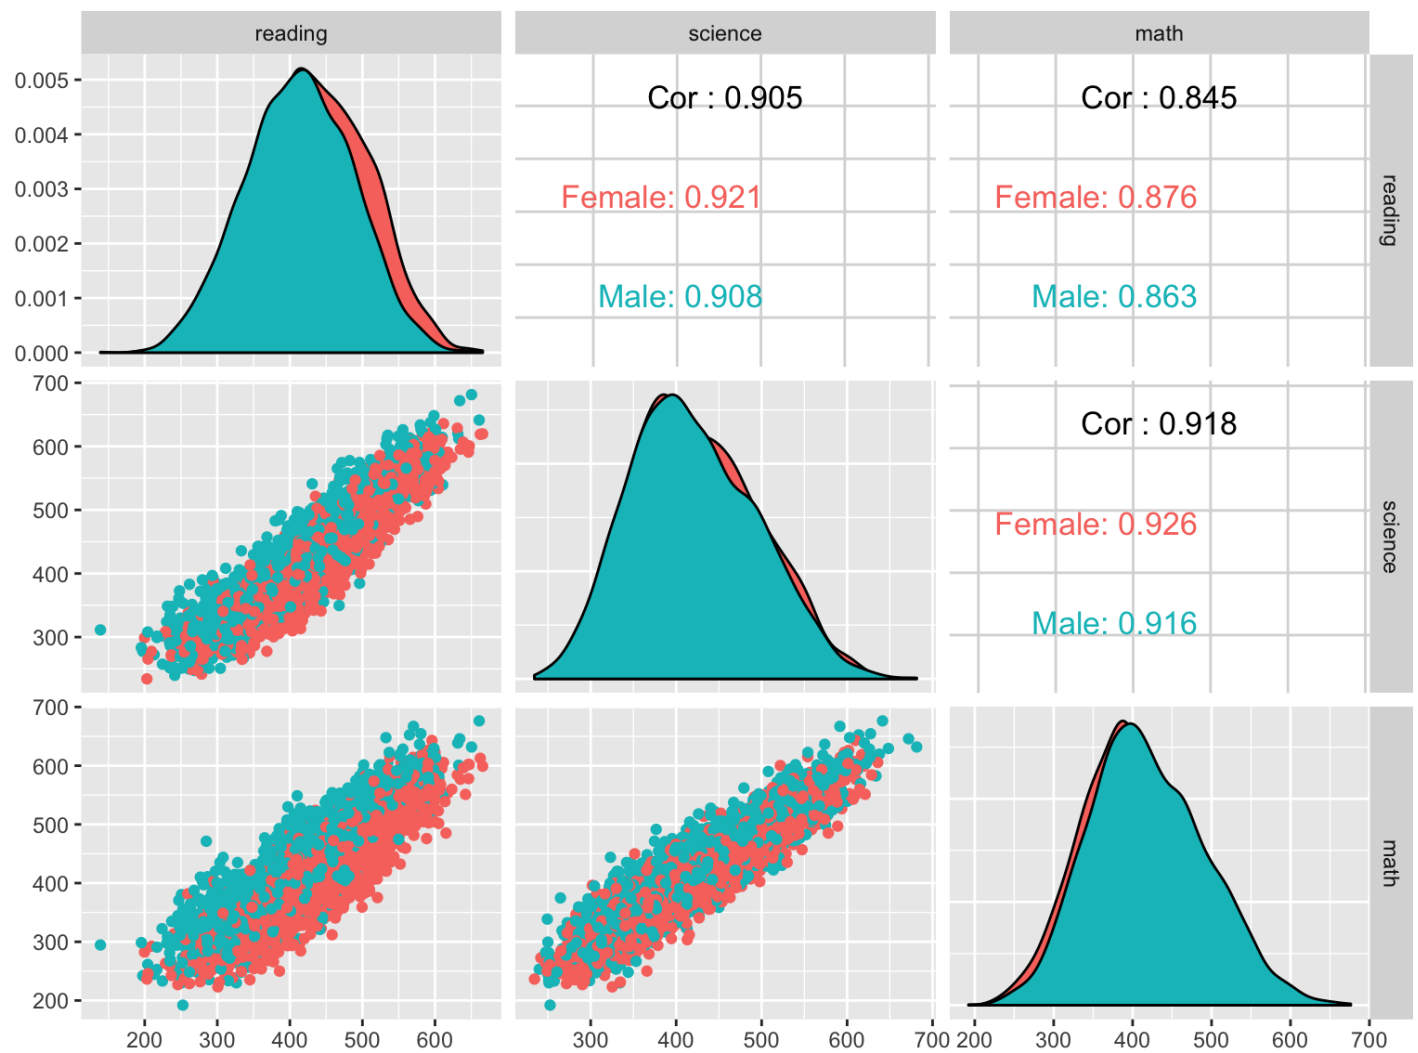 reading science math
0.005
0.004
0.003
0.002
0.001
0.000
Cor : 0.905
Female: 0.921
Male: 0.908
Cor : 0.845
Female: 0.876
Male: 0.863
reading
700
600
500
400
300
Cor : 0.918
Female: 0.926
Male: 0.916
science
700
600
500
400
300
200
math
200 300 400 500 600
300 400 500 600 700
200 300 400 500 600 700